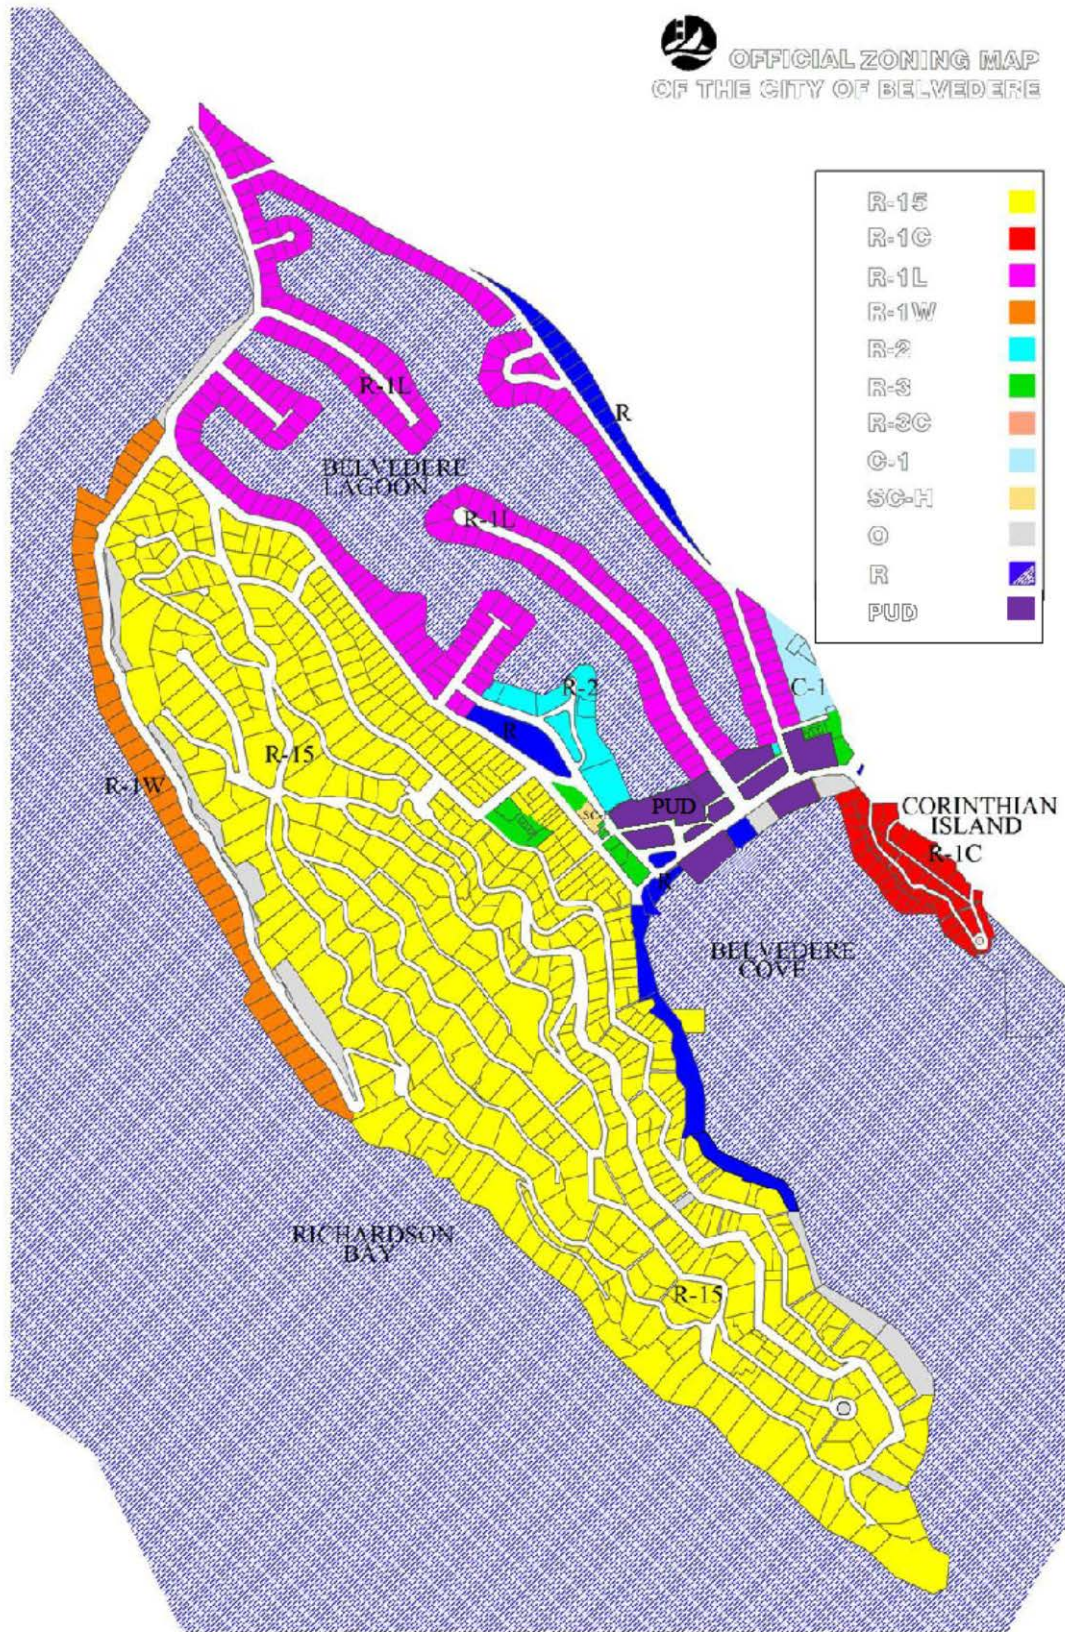 OFFICIAL ZONING MAP
OF THE CITY OF BELVEDERE
R-15
R-1C
R-1L
R-1W
R-2
R-3
R-3C
C-1
SC-H
O
R
PUD
R-1L
R
BELVEDERE
LAGOON
R-1L
R-2
C-1
R
R-15
R-1W
PUD
SC-
CORINTHIAN
ISLAND
R-1C
R
BELVEDERE
COVE
RICHARDSON
BAY
R-15